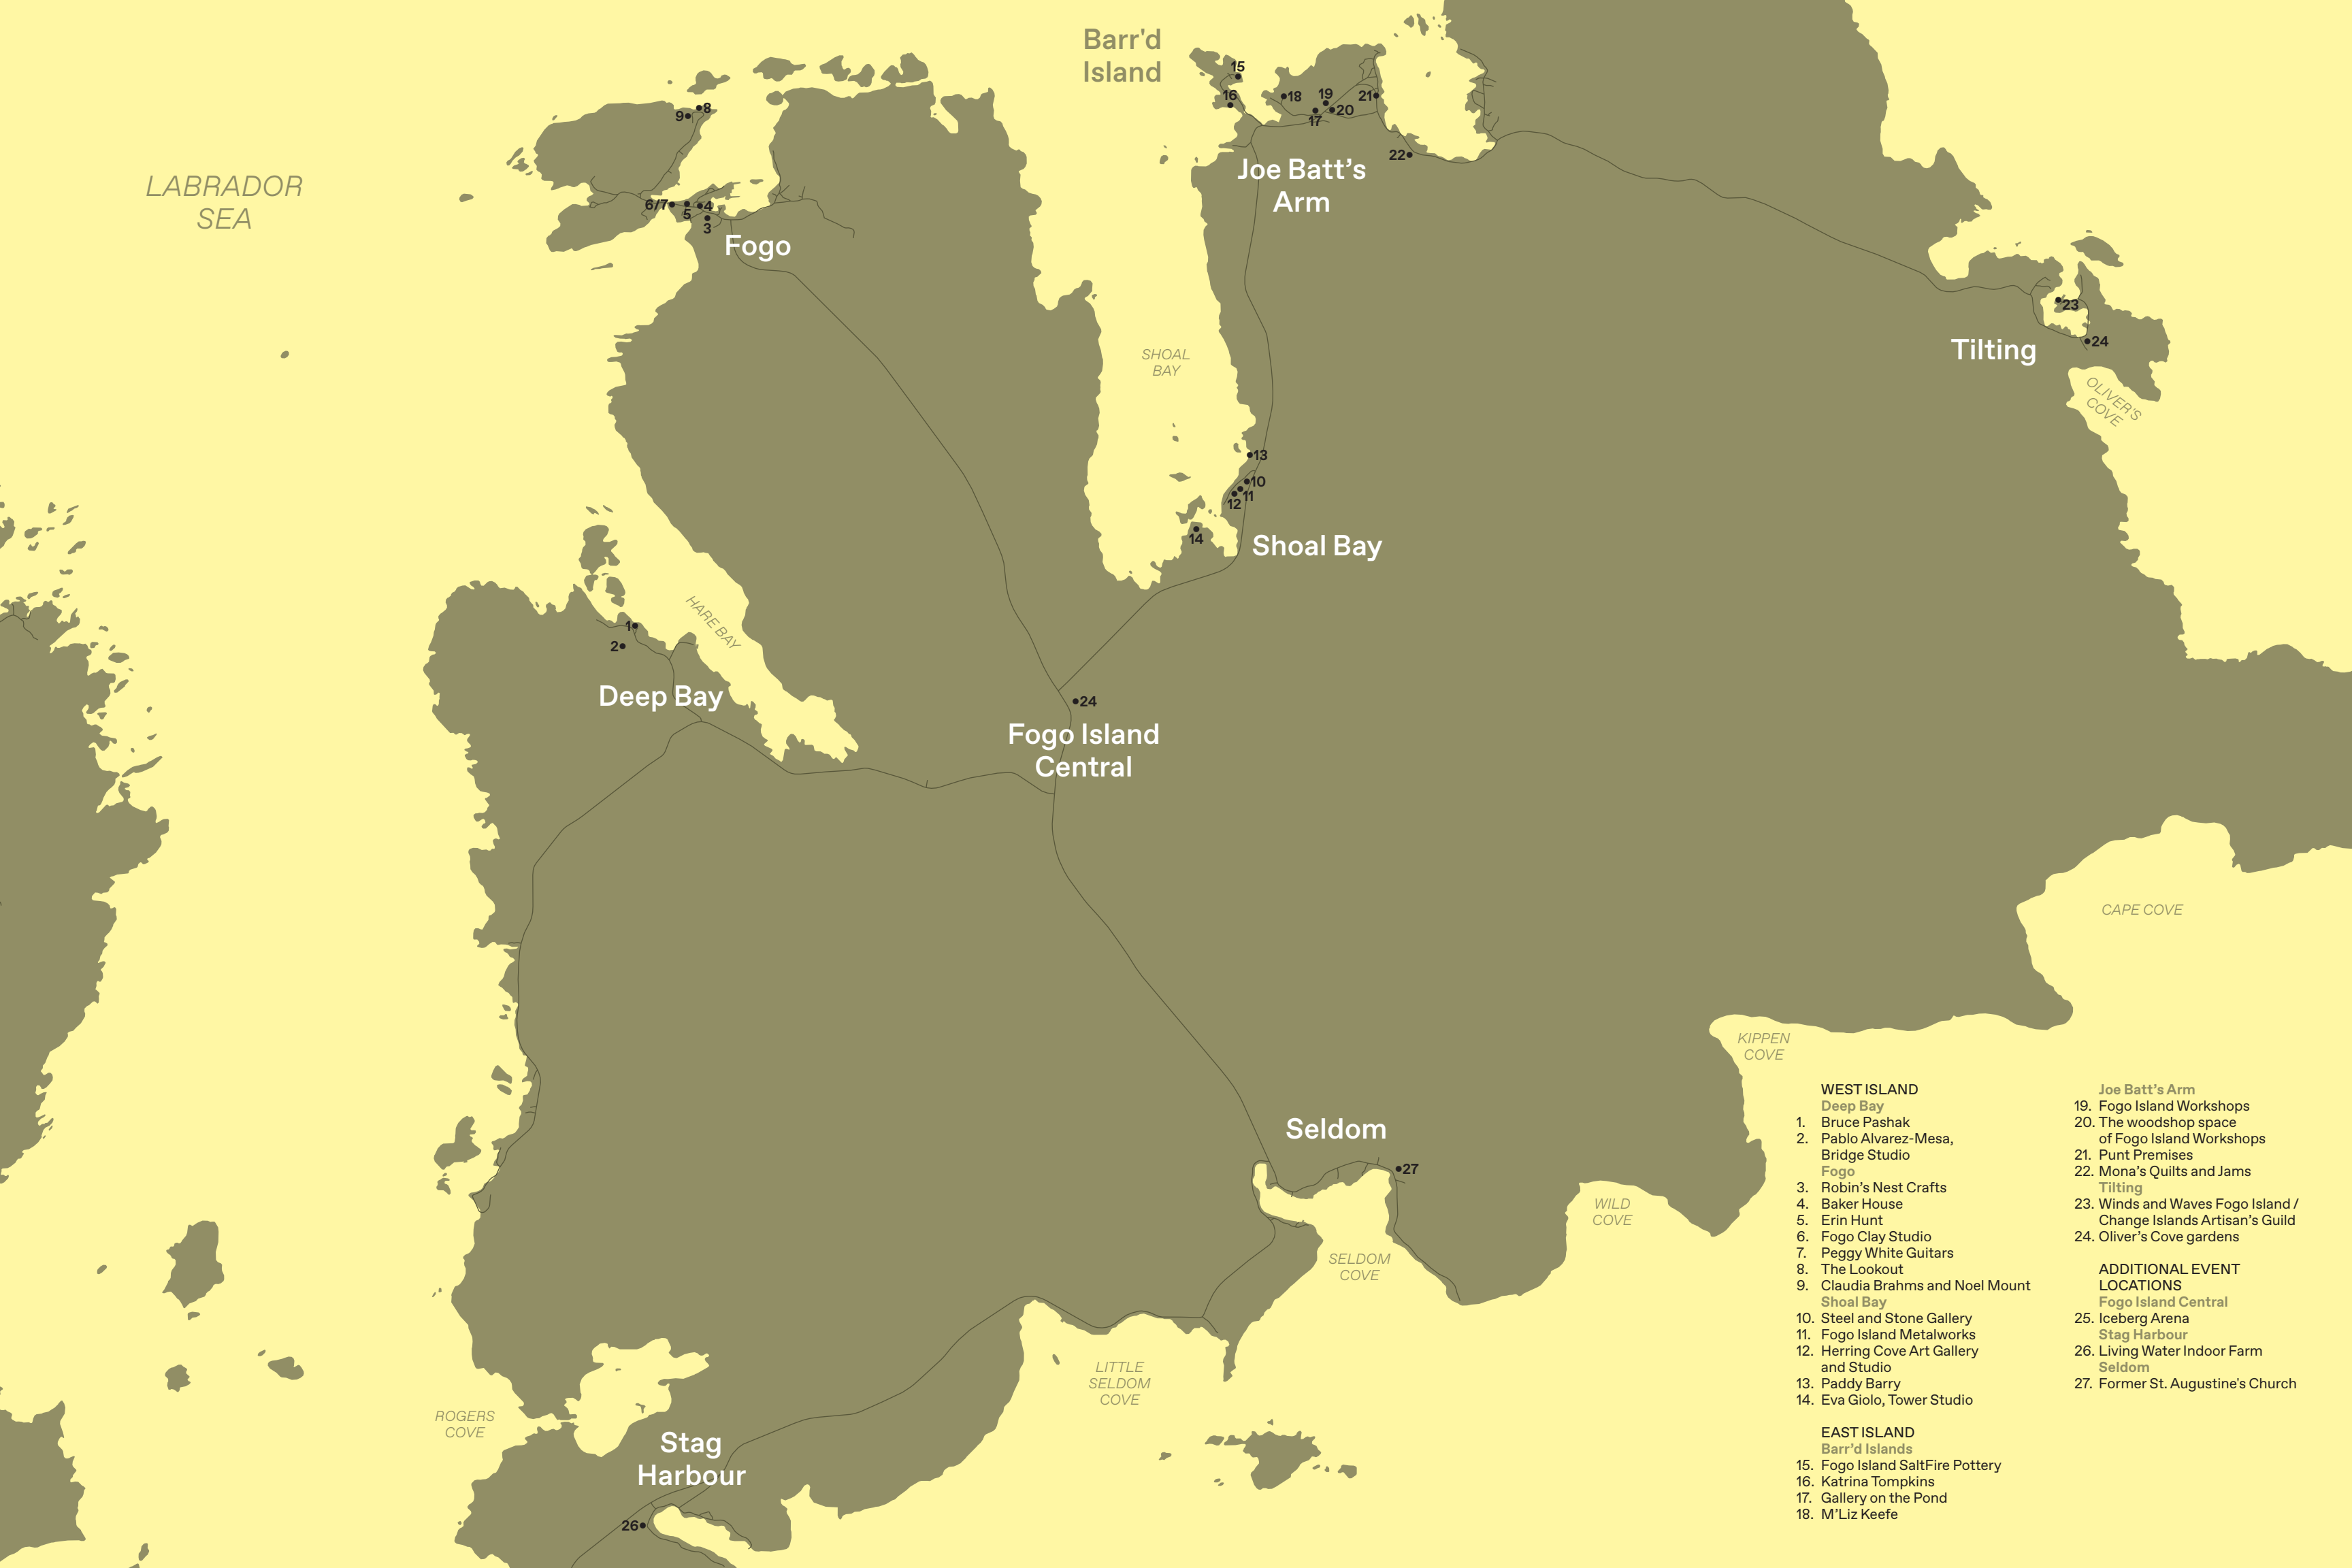 Barr'd
Island
15
16
18
19
20
17
21
22
8
9
LABRADOR
SEA
6/7
5
4
3
Joe Batt's
Arm
Fogo
SHOAL
BAY
23
Tilting
24
OLIVER'S
COVE
13
10
11
12
14
Shoal Bay
HARE BAY
1
2
Deep Bay
24
Fogo Island
Central
CAPE COVE
KIPPEN
COVE
Seldom
27
WILD
COVE
SELDOM
COVE
LITTLE
SELDOM
COVE
ROGERS
COVE
Stag
Harbour
26
WEST ISLAND
Deep Bay
1. Bruce Pashak
2. Pablo Alvarez-Mesa,
Bridge Studio
Fogo
3. Robin's Nest Crafts
4. Baker House
5. Erin Hunt
6. Fogo Clay Studio
7. Peggy White Guitars
8. The Lookout
9. Claudia Brahms and Noel Mount
Shoal Bay
10. Steel and Stone Gallery
11. Fogo Island Metalworks
12. Herring Cove Art Gallery
and Studio
13. Paddy Barry
14. Eva Giolo, Tower Studio
EAST ISLAND
Barr'd Islands
15. Fogo Island SaltFire Pottery
16. Katrina Tompkins
17. Gallery on the Pond
18. M'Liz Keefe
Joe Batt's Arm
19. Fogo Island Workshops
20. The woodshop space
of Fogo Island Workshops
21. Punt Premises
22. Mona's Quilts and Jams
Tilting
23. Winds and Waves Fogo Island /
Change Islands Artisan's Guild
24. Oliver's Cove gardens
ADDITIONAL EVENT
LOCATIONS
Fogo Island Central
25. Iceberg Arena
Stag Harbour
26. Living Water Indoor Farm
Seldom
27. Former St. Augustine's Church